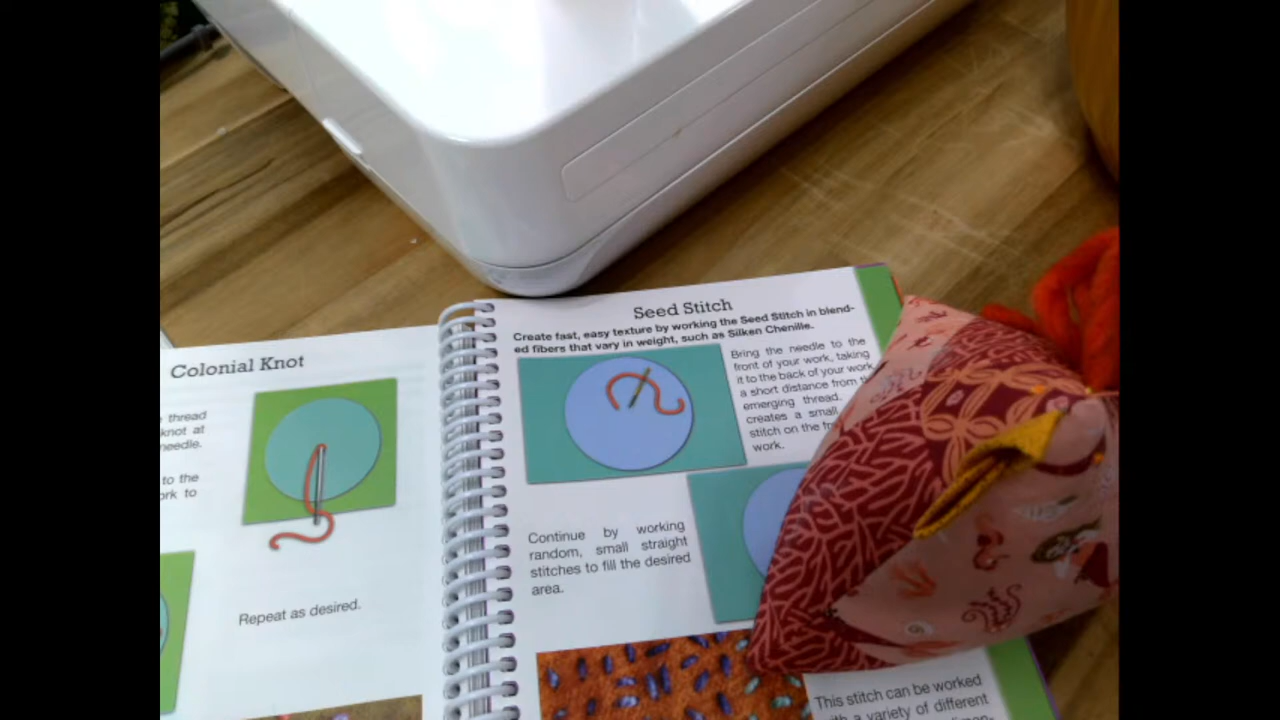 Colonial Knot
thread
knot at
needle.
to the
ork to
Repeat as desired.
Seed Stitch
Create fast, easy texture by working the Seed Stitch in blend-
ed fibers that vary in weight, such as Silken Chenille.
Bring the needle to the
front of your work, taking
it to the back of your work
a short distance from th
emerging thread.
creates a small
stitch on the fr
work.
Continue by working
random, small straight
stitches to fill the desired
area.
This stitch can be worked
with a variety of different